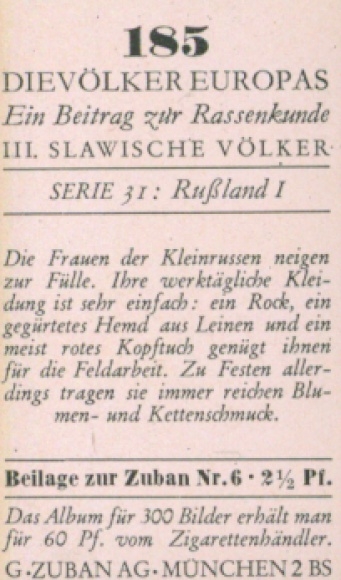 185
DIE VÖLKER EUROPAS
Ein Beitrag zur Rassenkunde
III. SLAWISCHE VÖLKER
SERIE 31: Rußland I
Die Frauen der Kleinrussen neigen
zur Fülle. Ihre werktägliche Klei-
dung ist sehr einfach: ein Rock, ein
gegürtetes Hemd aus Leinen und ein
meist rotes Kopftuch genügt ihnen
für die Feldarbeit. Zu Festen aller-
dings tragen sie immer reichen Blu-
men- und Kettenschmuck.
Beilage zur Zuban Nr. 6 · 2½ Pf.
Das Album für 300 Bilder erhält man
für 60 Pf. vom Zigarettenhändler.
G·ZUBAN AG·MÜNCHEN 2 BS